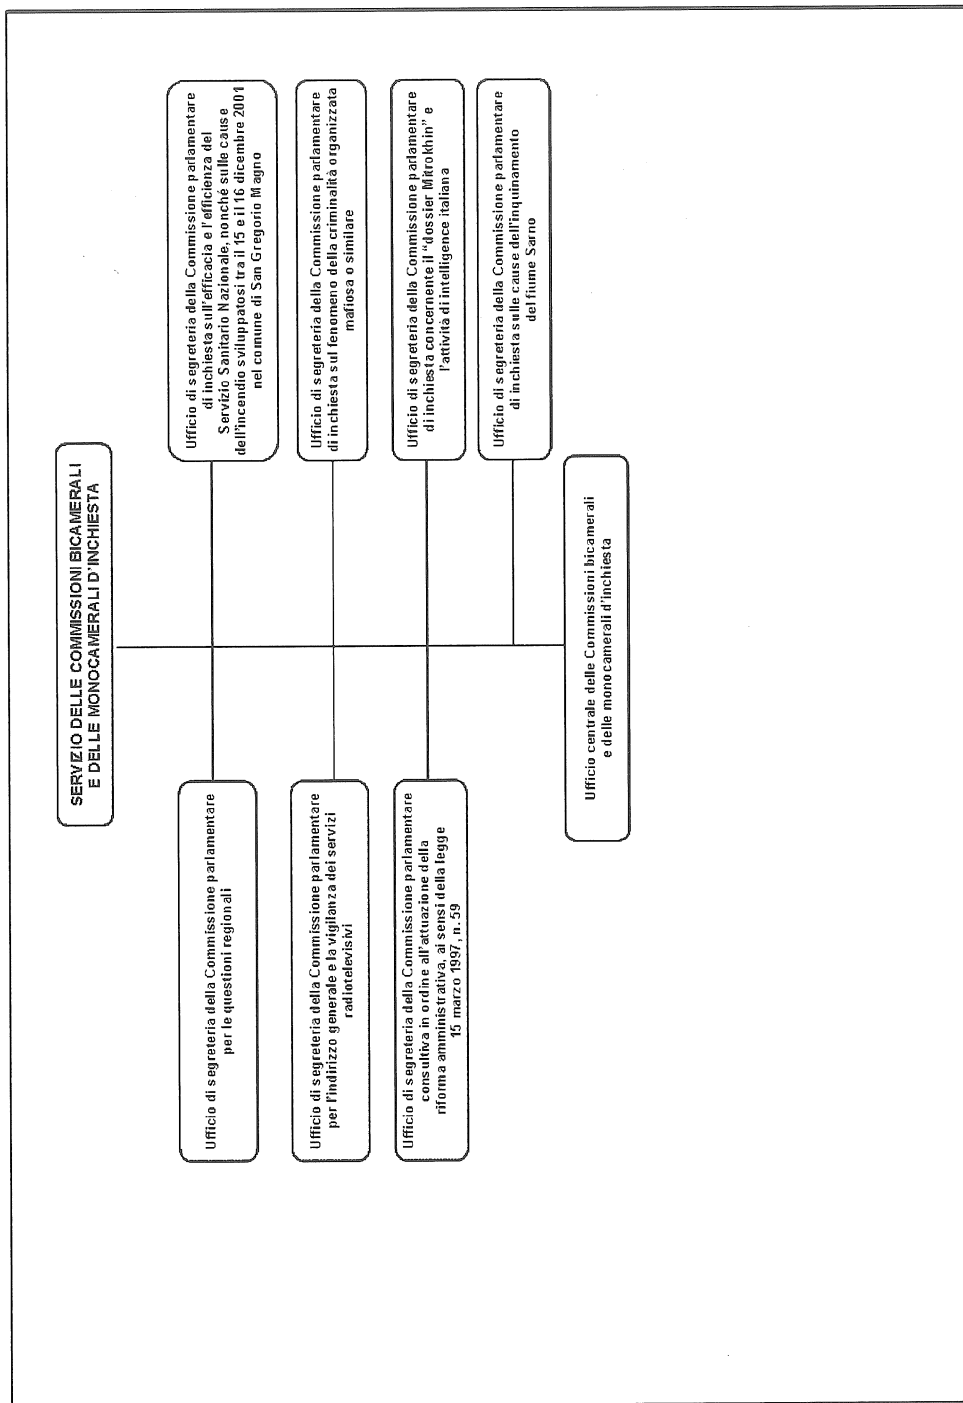 SERVIZIO DELLE COMMISSIONI BICAMERALI
E DELLE MONOCAMERALI D'INCHIESTA
Ufficio di segreteria della Commissione parlamentare
per le questioni regionali
Ufficio di segreteria della Commissione parlamentare
di inchiesta sull'efficacia e l'efficienza del
Servizio Sanitario Nazionale, nonché sulle cause
dell'incendio sviluppatosi tra il 15 e il 16 dicembre 2001
nel comune di San Gregorio Magno
Ufficio di segreteria della Commissione parlamentare
per l'indirizzo generale e la vigilanza dei servizi
radiotelevisivi
Ufficio di segreteria della Commissione parlamentare
di inchiesta sul fenomeno della criminalità organizzata
mafiosa o similare
Ufficio di segreteria della Commissione parlamentare
consultiva in ordine all'attuazione della
riforma amministrativa, ai sensi della legge
15 marzo 1997, n. 59
Ufficio di segreteria della Commissione parlamentare
di inchiesta concernente il "dossier Mitrokhin" e
l'attività di intelligence italiana
Ufficio di segreteria della Commissione parlamentare
di inchiesta sulle cause dell'inquinamento
del fiume Sarno
Ufficio centrale delle Commissioni bicamerali
e delle monocamerali d'inchiesta